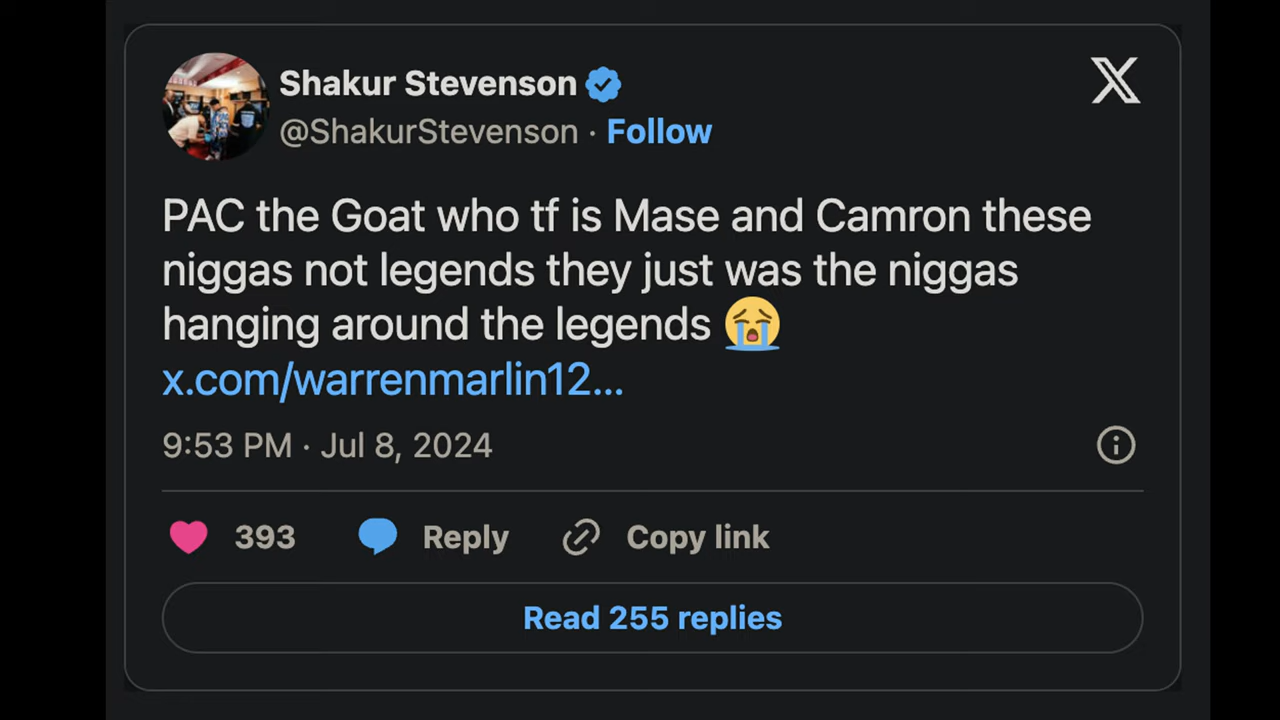 Shakur Stevenson
@ShakurStevenson · Follow
PAC the Goat who tf is Mase and Camron these
niggas not legends they just was the niggas
hanging around the legends 😭
x.com/warrenmarlin12...
9:53 PM · Jul 8, 2024
393 Reply Copy link
Read 255 replies